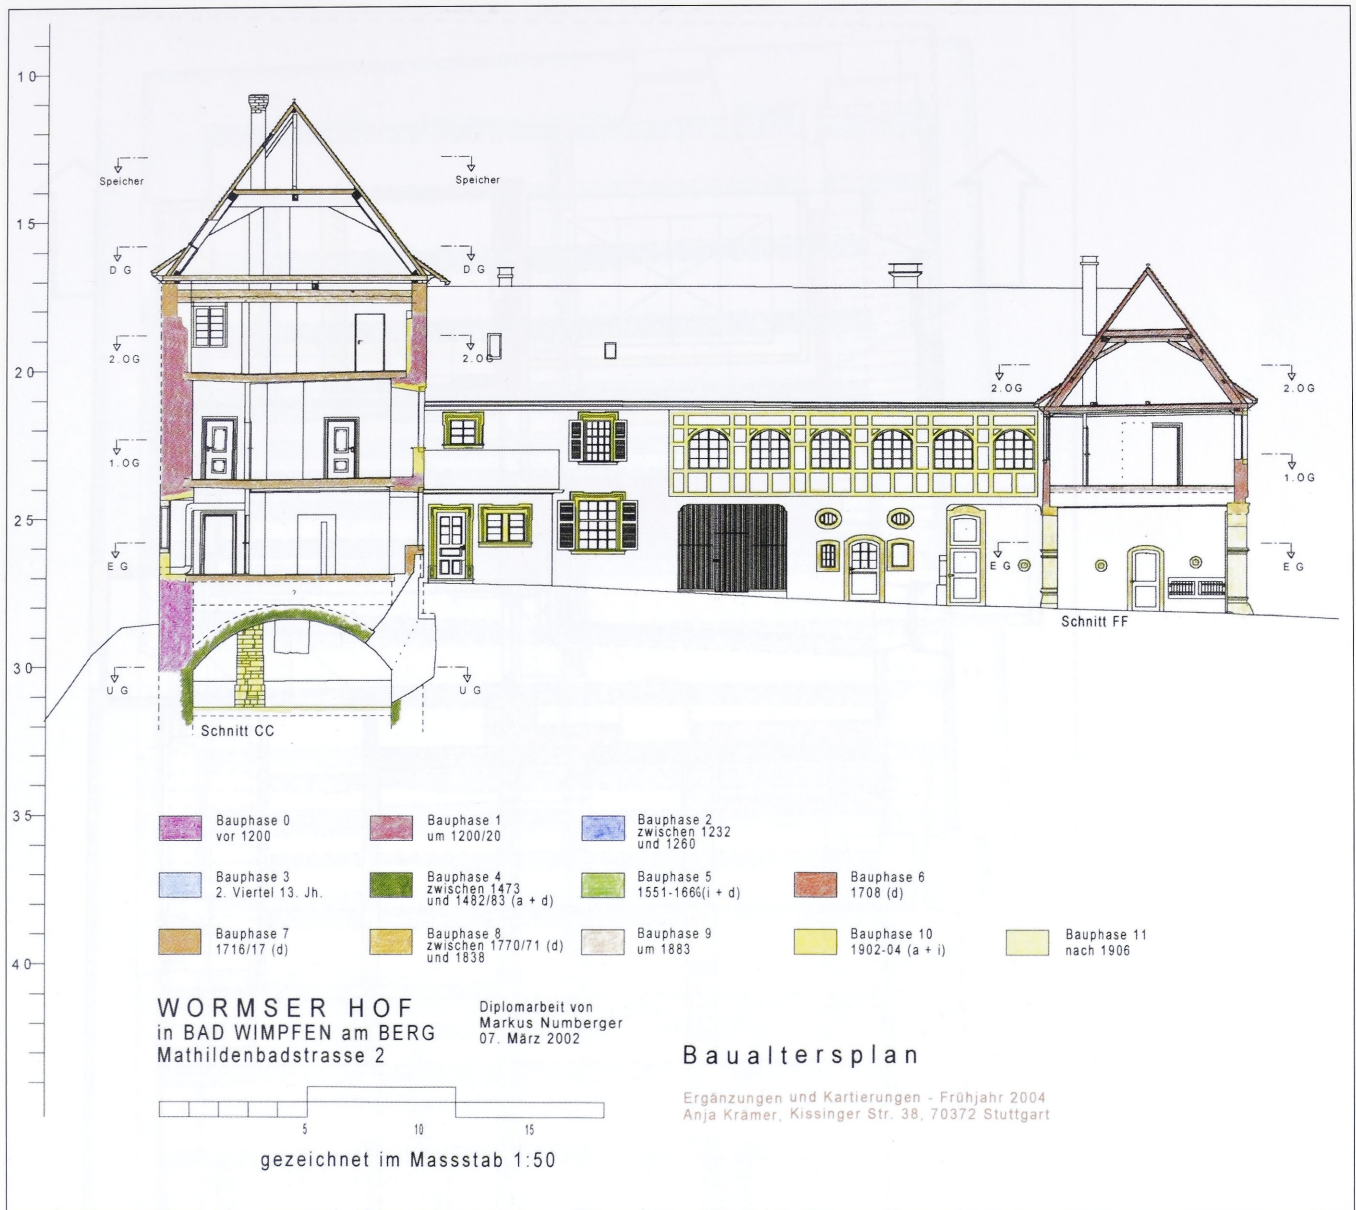 10
15
20
25
30
35
40
Speicher
Speicher
D G
D G
2.OG
2.OG
1.OG
E G
U G
U G
?
Schnitt CC
2.OG
2.OG
1.OG
E G
E G
Schnitt FF
Bauphase 0
vor 1200
Bauphase 1
um 1200/20
Bauphase 2
zwischen 1232
und 1260
Bauphase 3
2. Viertel 13. Jh.
Bauphase 4
zwischen 1473
und 1482/83 (a + d)
Bauphase 5
1551-1666(i + d)
Bauphase 6
1708 (d)
Bauphase 7
1716/17 (d)
Bauphase 8
zwischen 1770/71 (d)
und 1838
Bauphase 9
um 1883
Bauphase 10
1902-04 (a + i)
Bauphase 11
nach 1906
WORMSER HOF
in BAD WIMPFEN am BERG
Mathildenbadstrasse 2
Diplomarbeit von
Markus Numberger
07. März 2002
Baualtersplan
Ergänzungen und Kartierungen - Frühjahr 2004
Anja Krämer, Kissinger Str. 38, 70372 Stuttgart
5 10 15
gezeichnet im Massstab 1:50